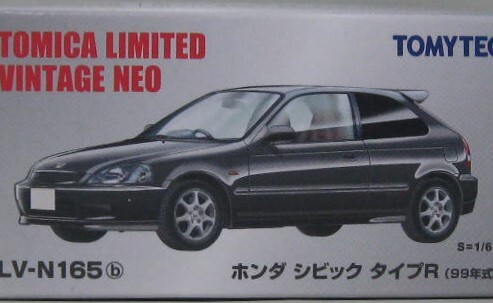 TOMICA LIMITED
VINTAGE NEO
TOMYTEC
S=1/6
LV-N165ⓑ
ホンダ シビック タイプR (99年式